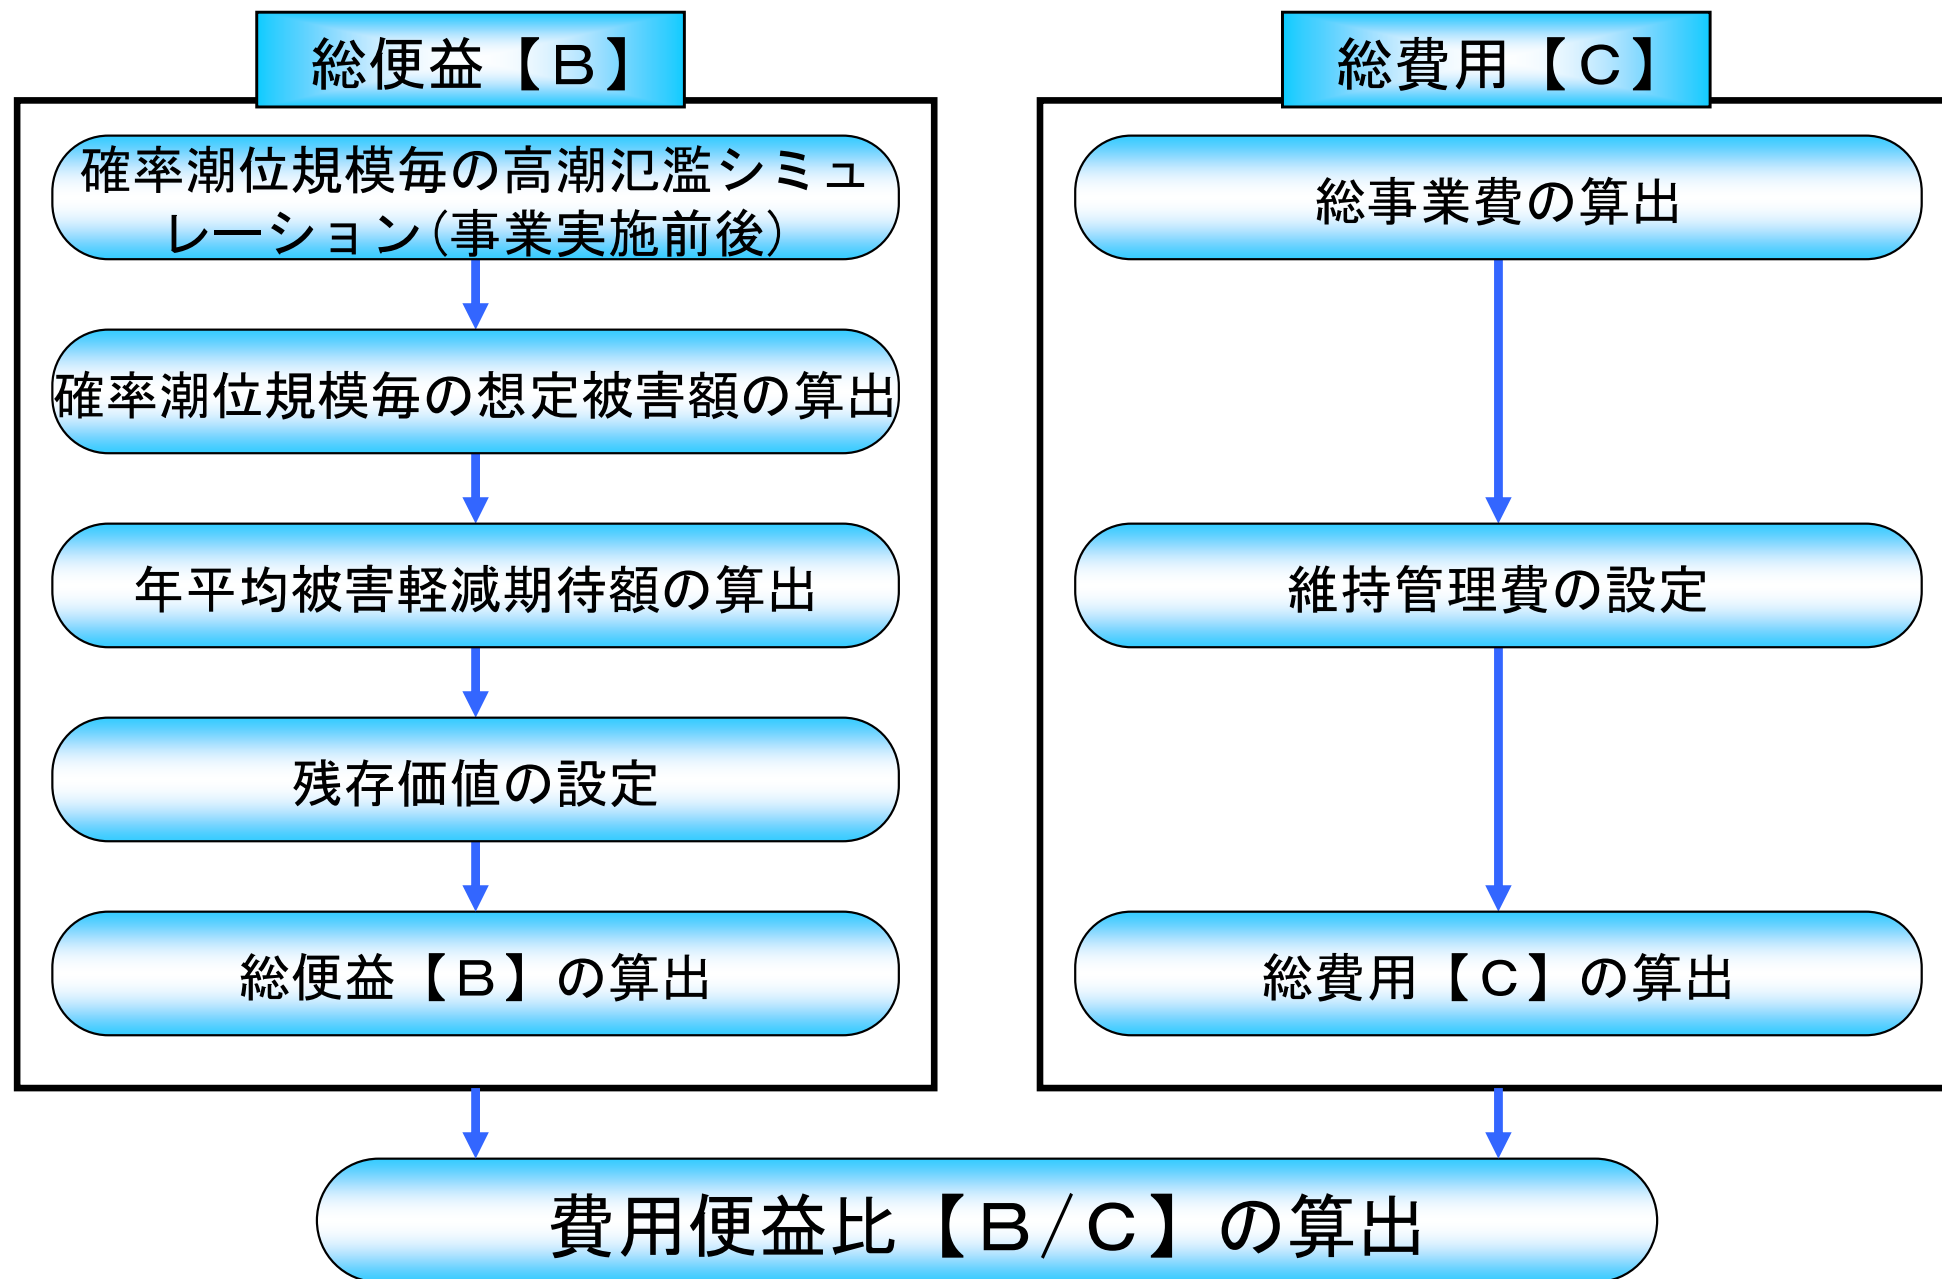 総便益【Ｂ】
確率潮位規模毎の高潮氾濫シミュ
レーション(事業実施前後)
確率潮位規模毎の想定被害額の算出
年平均被害軽減期待額の算出
残存価値の設定
総便益【Ｂ】の算出
総費用【Ｃ】
総事業費の算出
維持管理費の設定
総費用【Ｃ】の算出
費用便益比【Ｂ/Ｃ】の算出